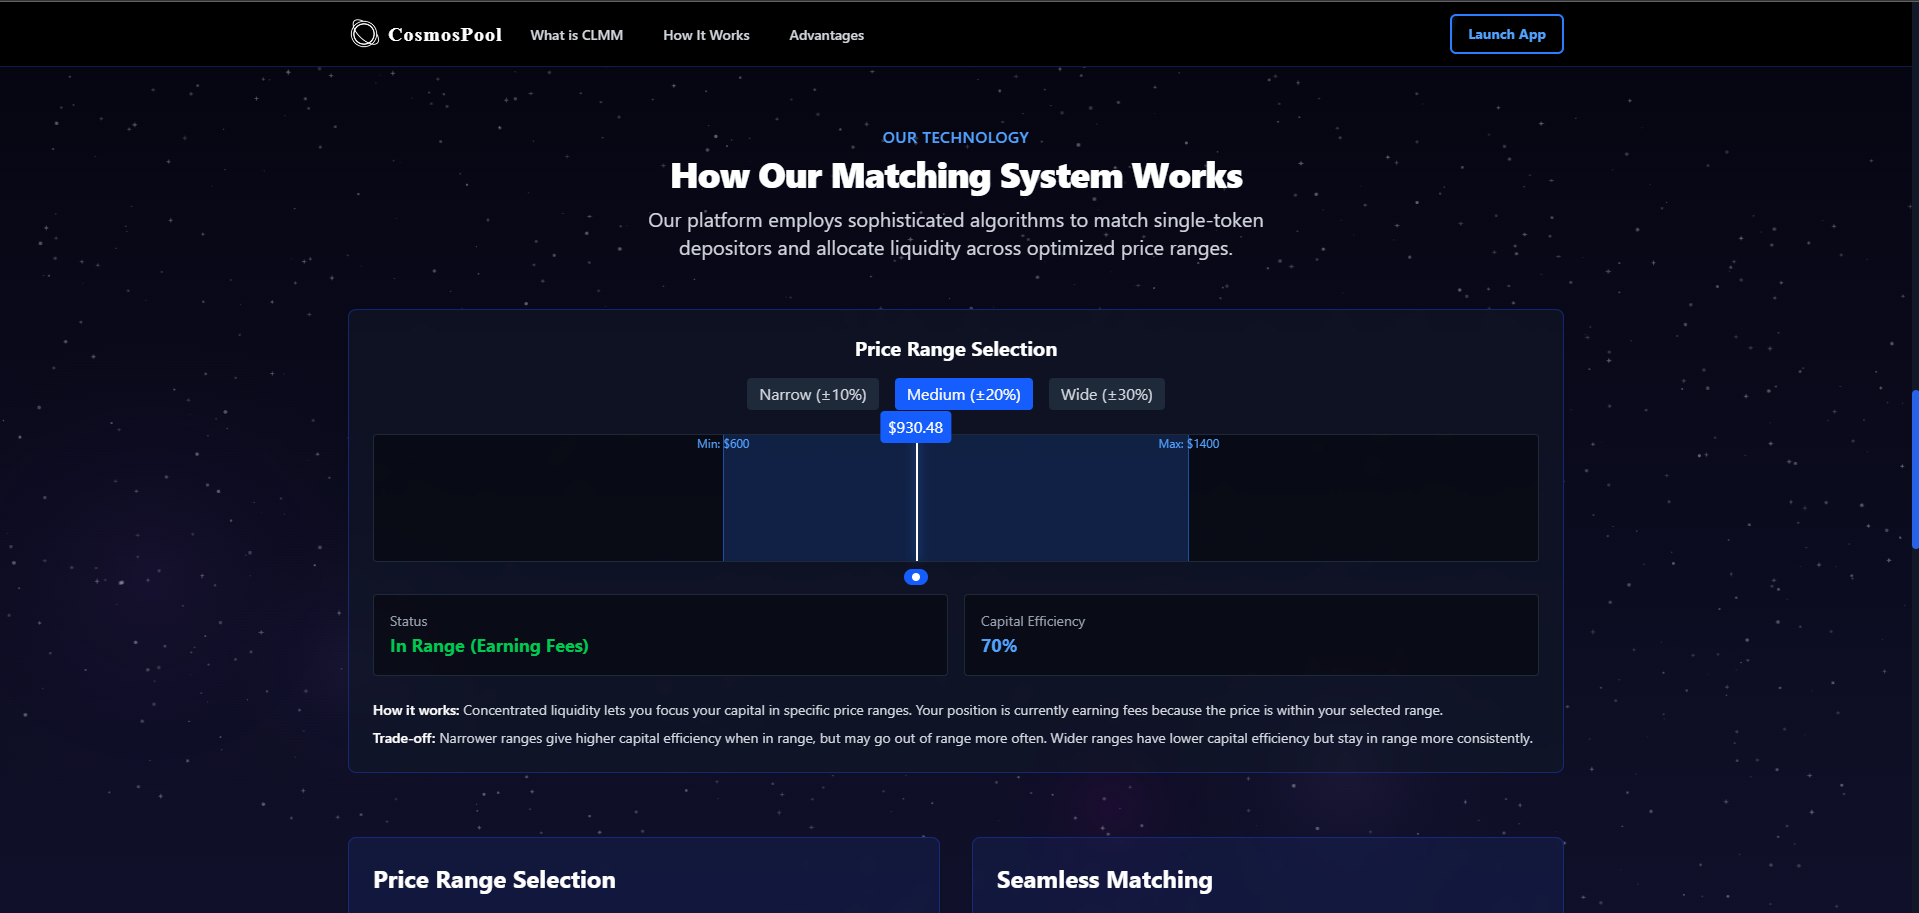 CosmosPool
What is CLMM
How It Works
Advantages
Launch App
OUR TECHNOLOGY
How Our Matching System Works
Our platform employs sophisticated algorithms to match single-token
depositors and allocate liquidity across optimized price ranges.
Price Range Selection
Narrow (±10%)
Medium (±20%)
Wide (±30%)
$930.48
Min: $600
Max: $1400
Status
In Range (Earning Fees)
Capital Efficiency
70%
How it works: Concentrated liquidity lets you focus your capital in specific price ranges. Your position is currently earning fees because the price is within your selected range.
Trade-off: Narrower ranges give higher capital efficiency when in range, but may go out of range more often. Wider ranges have lower capital efficiency but stay in range more consistently.
Price Range Selection
Seamless Matching